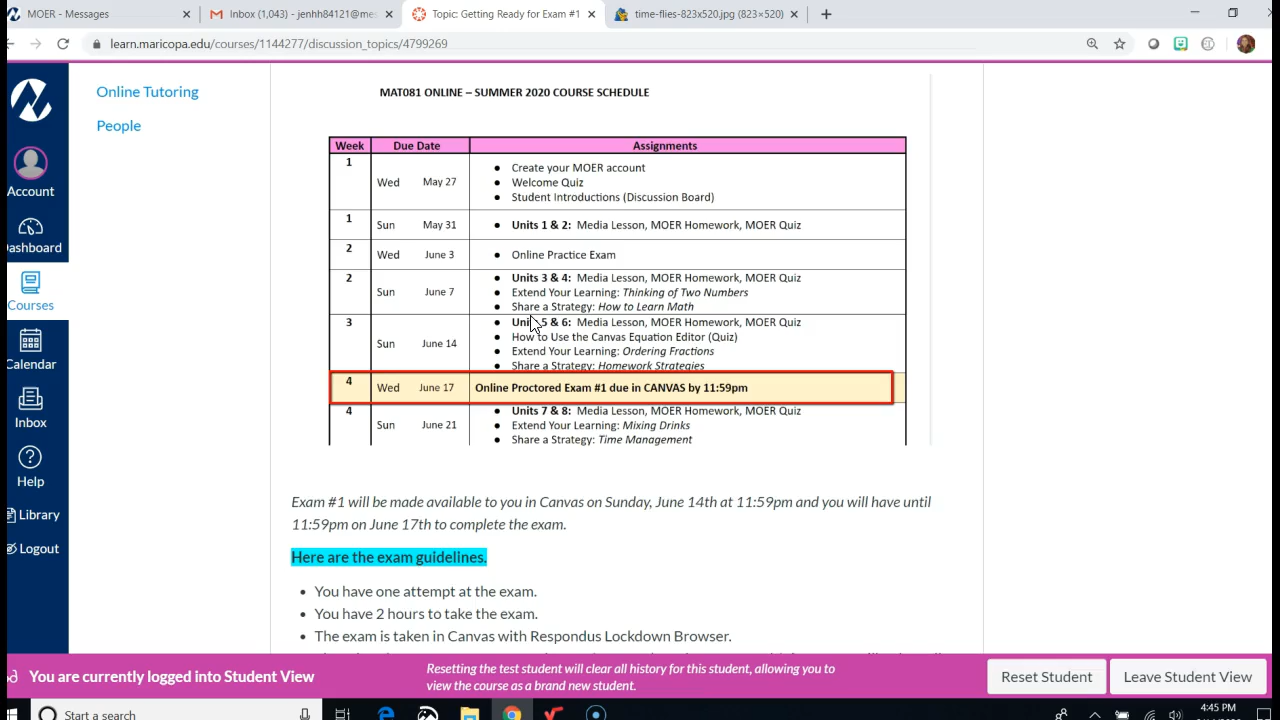 MOER - Messages
Inbox (1,043) - jenhh84121@me
Topic: Getting Ready for Exam #1
time-flies-823x520.jpg (823×520)
learn.maricopa.edu/courses/1144277/discussion_topics/4799269
Account
Dashboard
Courses
Calendar
Inbox
Help
Library
Logout
Online Tutoring
People
MAT081 ONLINE – SUMMER 2020 COURSE SCHEDULE
Week Due Date Assignments
1 Wed May 27
• Create your MOER account
• Welcome Quiz
• Student Introductions (Discussion Board)
1 Sun May 31 • Units 1 & 2: Media Lesson, MOER Homework, MOER Quiz
2 Wed June 3 • Online Practice Exam
2 Sun June 7
• Units 3 & 4: Media Lesson, MOER Homework, MOER Quiz
• Extend Your Learning: Thinking of Two Numbers
• Share a Strategy: How to Learn Math
3 Sun June 14
• Units 5 & 6: Media Lesson, MOER Homework, MOER Quiz
• How to Use the Canvas Equation Editor (Quiz)
• Extend Your Learning: Ordering Fractions
• Share a Strategy: Homework Strategies
4 Wed June 17 Online Proctored Exam #1 due in CANVAS by 11:59pm
4 Sun June 21
• Units 7 & 8: Media Lesson, MOER Homework, MOER Quiz
• Extend Your Learning: Mixing Drinks
• Share a Strategy: Time Management
Exam #1 will be made available to you in Canvas on Sunday, June 14th at 11:59pm and you will have until
11:59pm on June 17th to complete the exam.
Here are the exam guidelines.
• You have one attempt at the exam.
• You have 2 hours to take the exam.
• The exam is taken in Canvas with Respondus Lockdown Browser.
You are currently logged into Student View
Resetting the test student will clear all history for this student, allowing you to
view the course as a brand new student.
Reset Student
Leave Student View
Start a search
4:45 PM